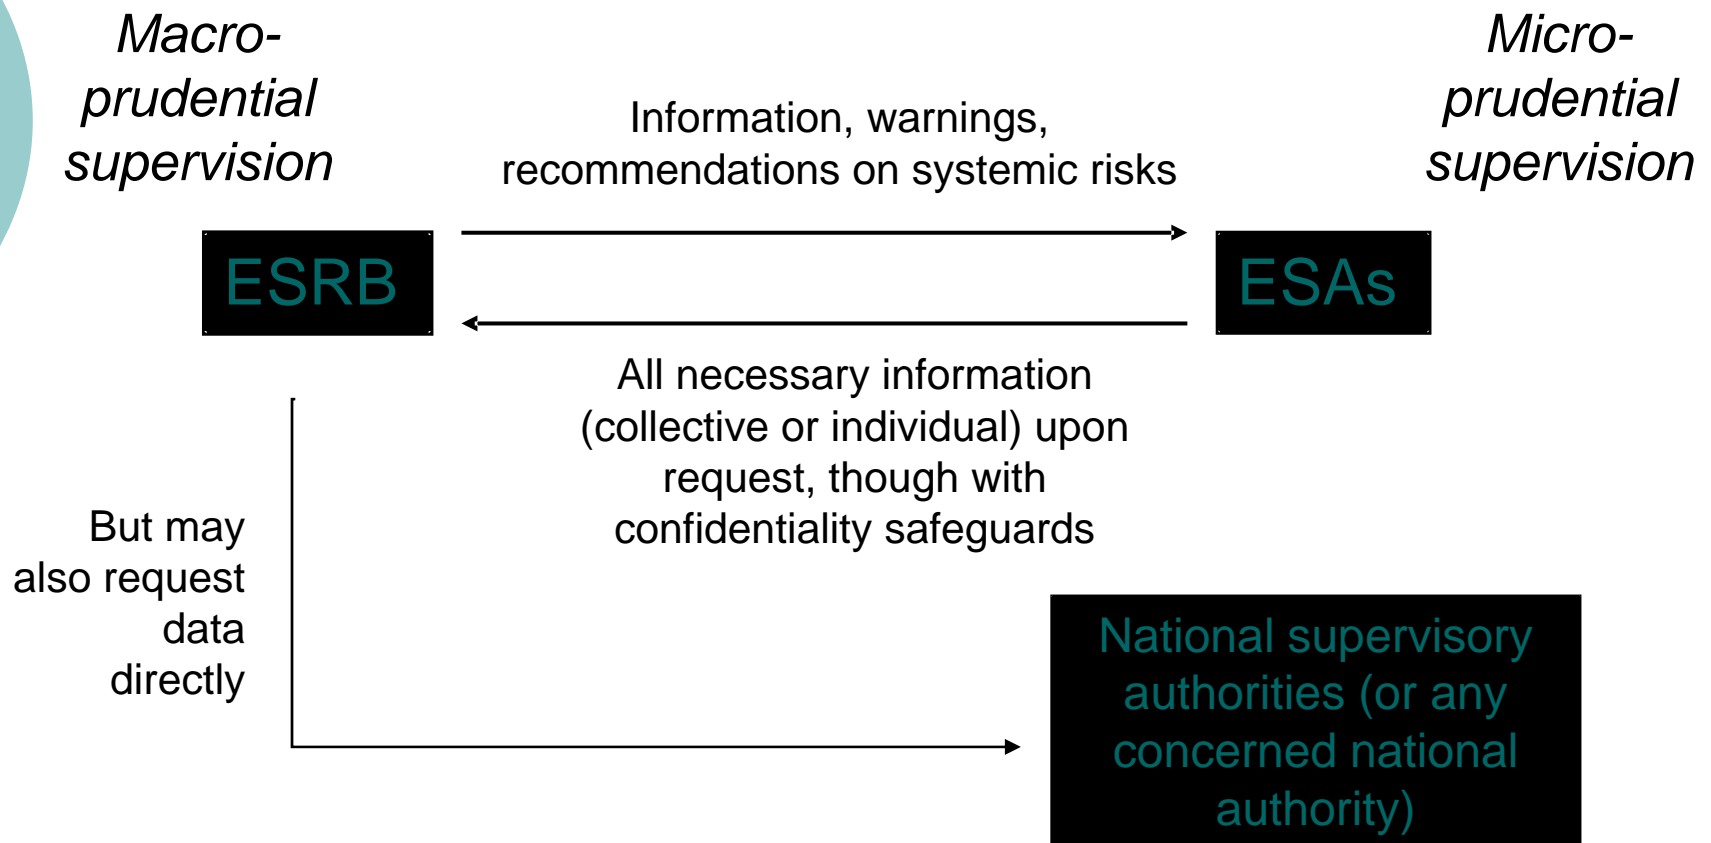 Macro-
prudential
supervision
Information, warnings,
recommendations on systemic risks
Micro-
prudential
supervision
ESRB
ESAs
All necessary information
(collective or individual) upon
request, though with
confidentiality safeguards
But may
also request
data
directly
National supervisory
authorities (or any
concerned national
authority)